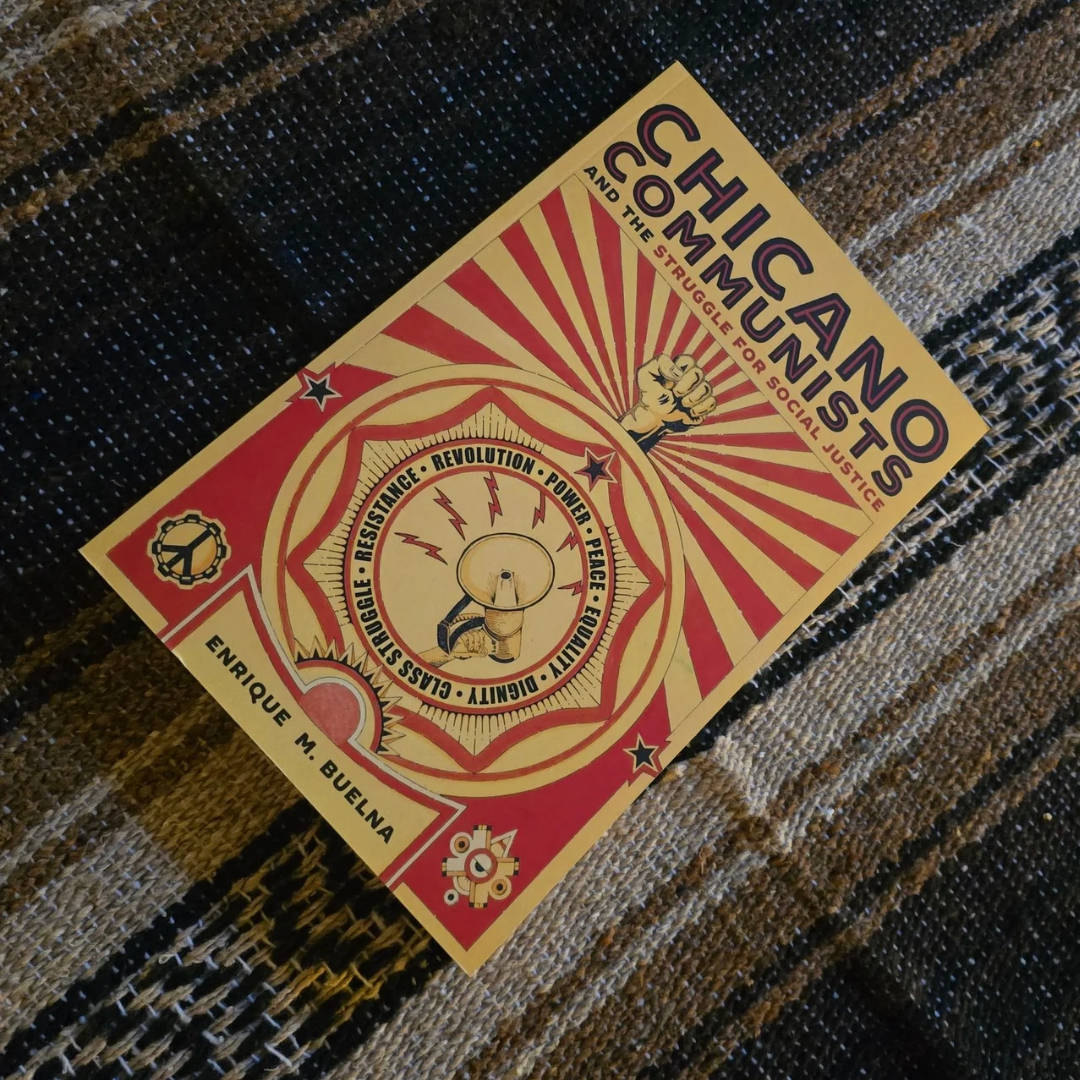 CHICANO
COMMUNISTS
AND THE STRUGGLE FOR SOCIAL JUSTICE
CLASS STRUGGLE • RESISTANCE • REVOLUTION • POWER • PEACE • EQUALITY • DIGNITY •
ENRIQUE M. BUELNA